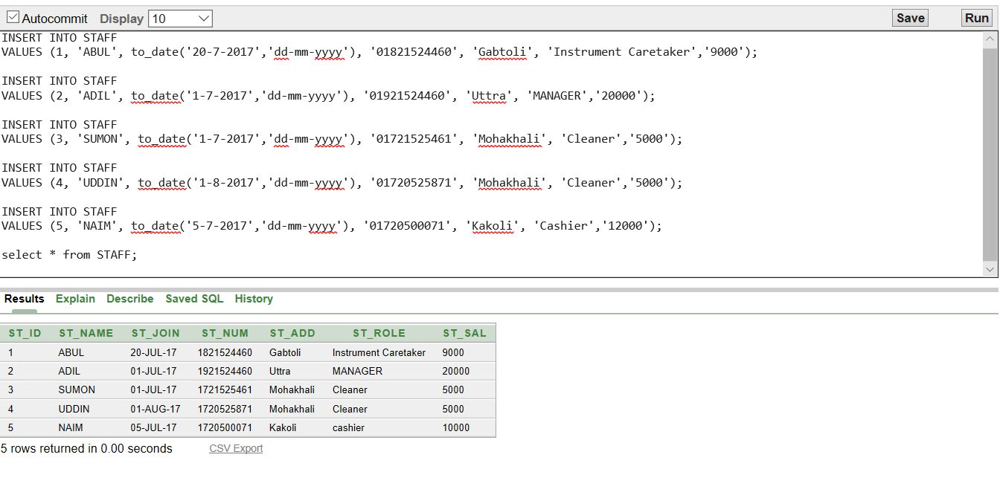 Autocommit Display 10 Save Run
INSERT INTO STAFF
VALUES (1, 'ABUL', to_date('20-7-2017','dd-mm-yyyy'), '01821524460', 'Gabtoli', 'Instrument Caretaker','9000');
INSERT INTO STAFF
VALUES (2, 'ADIL', to_date('1-7-2017','dd-mm-yyyy'), '01921524460', 'Uttra', 'MANAGER','20000');
INSERT INTO STAFF
VALUES (3, 'SUMON', to_date('1-7-2017','dd-mm-yyyy'), '01721525461', 'Mohakhali', 'Cleaner','5000');
INSERT INTO STAFF
VALUES (4, 'UDDIN', to_date('1-8-2017','dd-mm-yyyy'), '01720525871', 'Mohakhali', 'Cleaner','5000');
INSERT INTO STAFF
VALUES (5, 'NAIM', to_date('5-7-2017','dd-mm-yyyy'), '01720500071', 'Kakoli', 'Cashier','12000');
select * from STAFF;
Results Explain Describe Saved SQL History
ST_ID ST_NAME ST_JOIN ST_NUM ST_ADD ST_ROLE ST_SAL
1 ABUL 20-JUL-17 1821524460 Gabtoli Instrument Caretaker 9000
2 ADIL 01-JUL-17 1921524460 Uttra MANAGER 20000
3 SUMON 01-JUL-17 1721525461 Mohakhali Cleaner 5000
4 UDDIN 01-AUG-17 1720525871 Mohakhali Cleaner 5000
5 NAIM 05-JUL-17 1720500071 Kakoli cashier 10000
5 rows returned in 0.00 seconds CSV Export